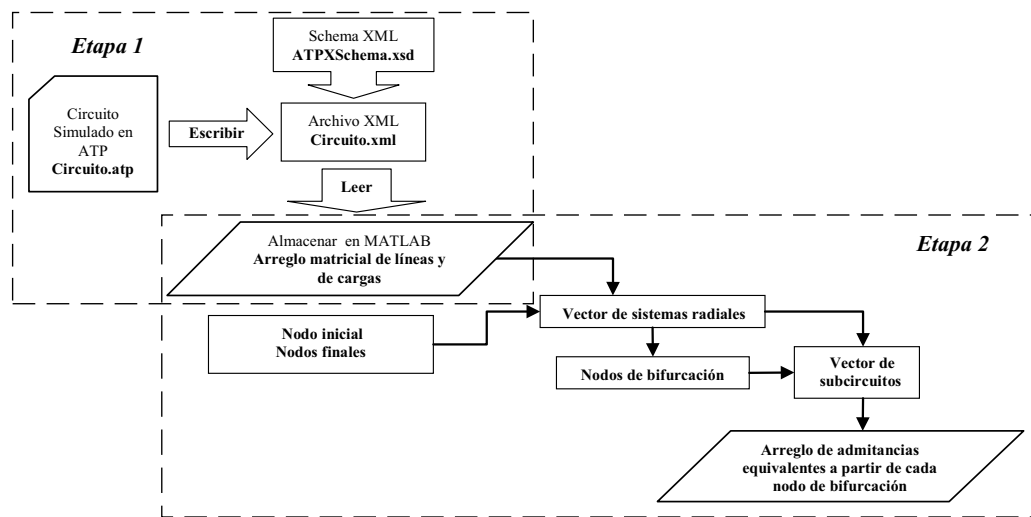 Etapa 1
Schema XML
ATPXSchema.xsd
Circuito
Simulado en
ATP
Circuito.atp
Escribir
Archivo XML
Circuito.xml
Leer
Almacenar en MATLAB
Arreglo matricial de líneas y
de cargas
Etapa 2
Nodo inicial
Nodos finales
Vector de sistemas radiales
Nodos de bifurcación
Vector de
subcircuitos
Arreglo de admitancias
equivalentes a partir de cada
nodo de bifurcación